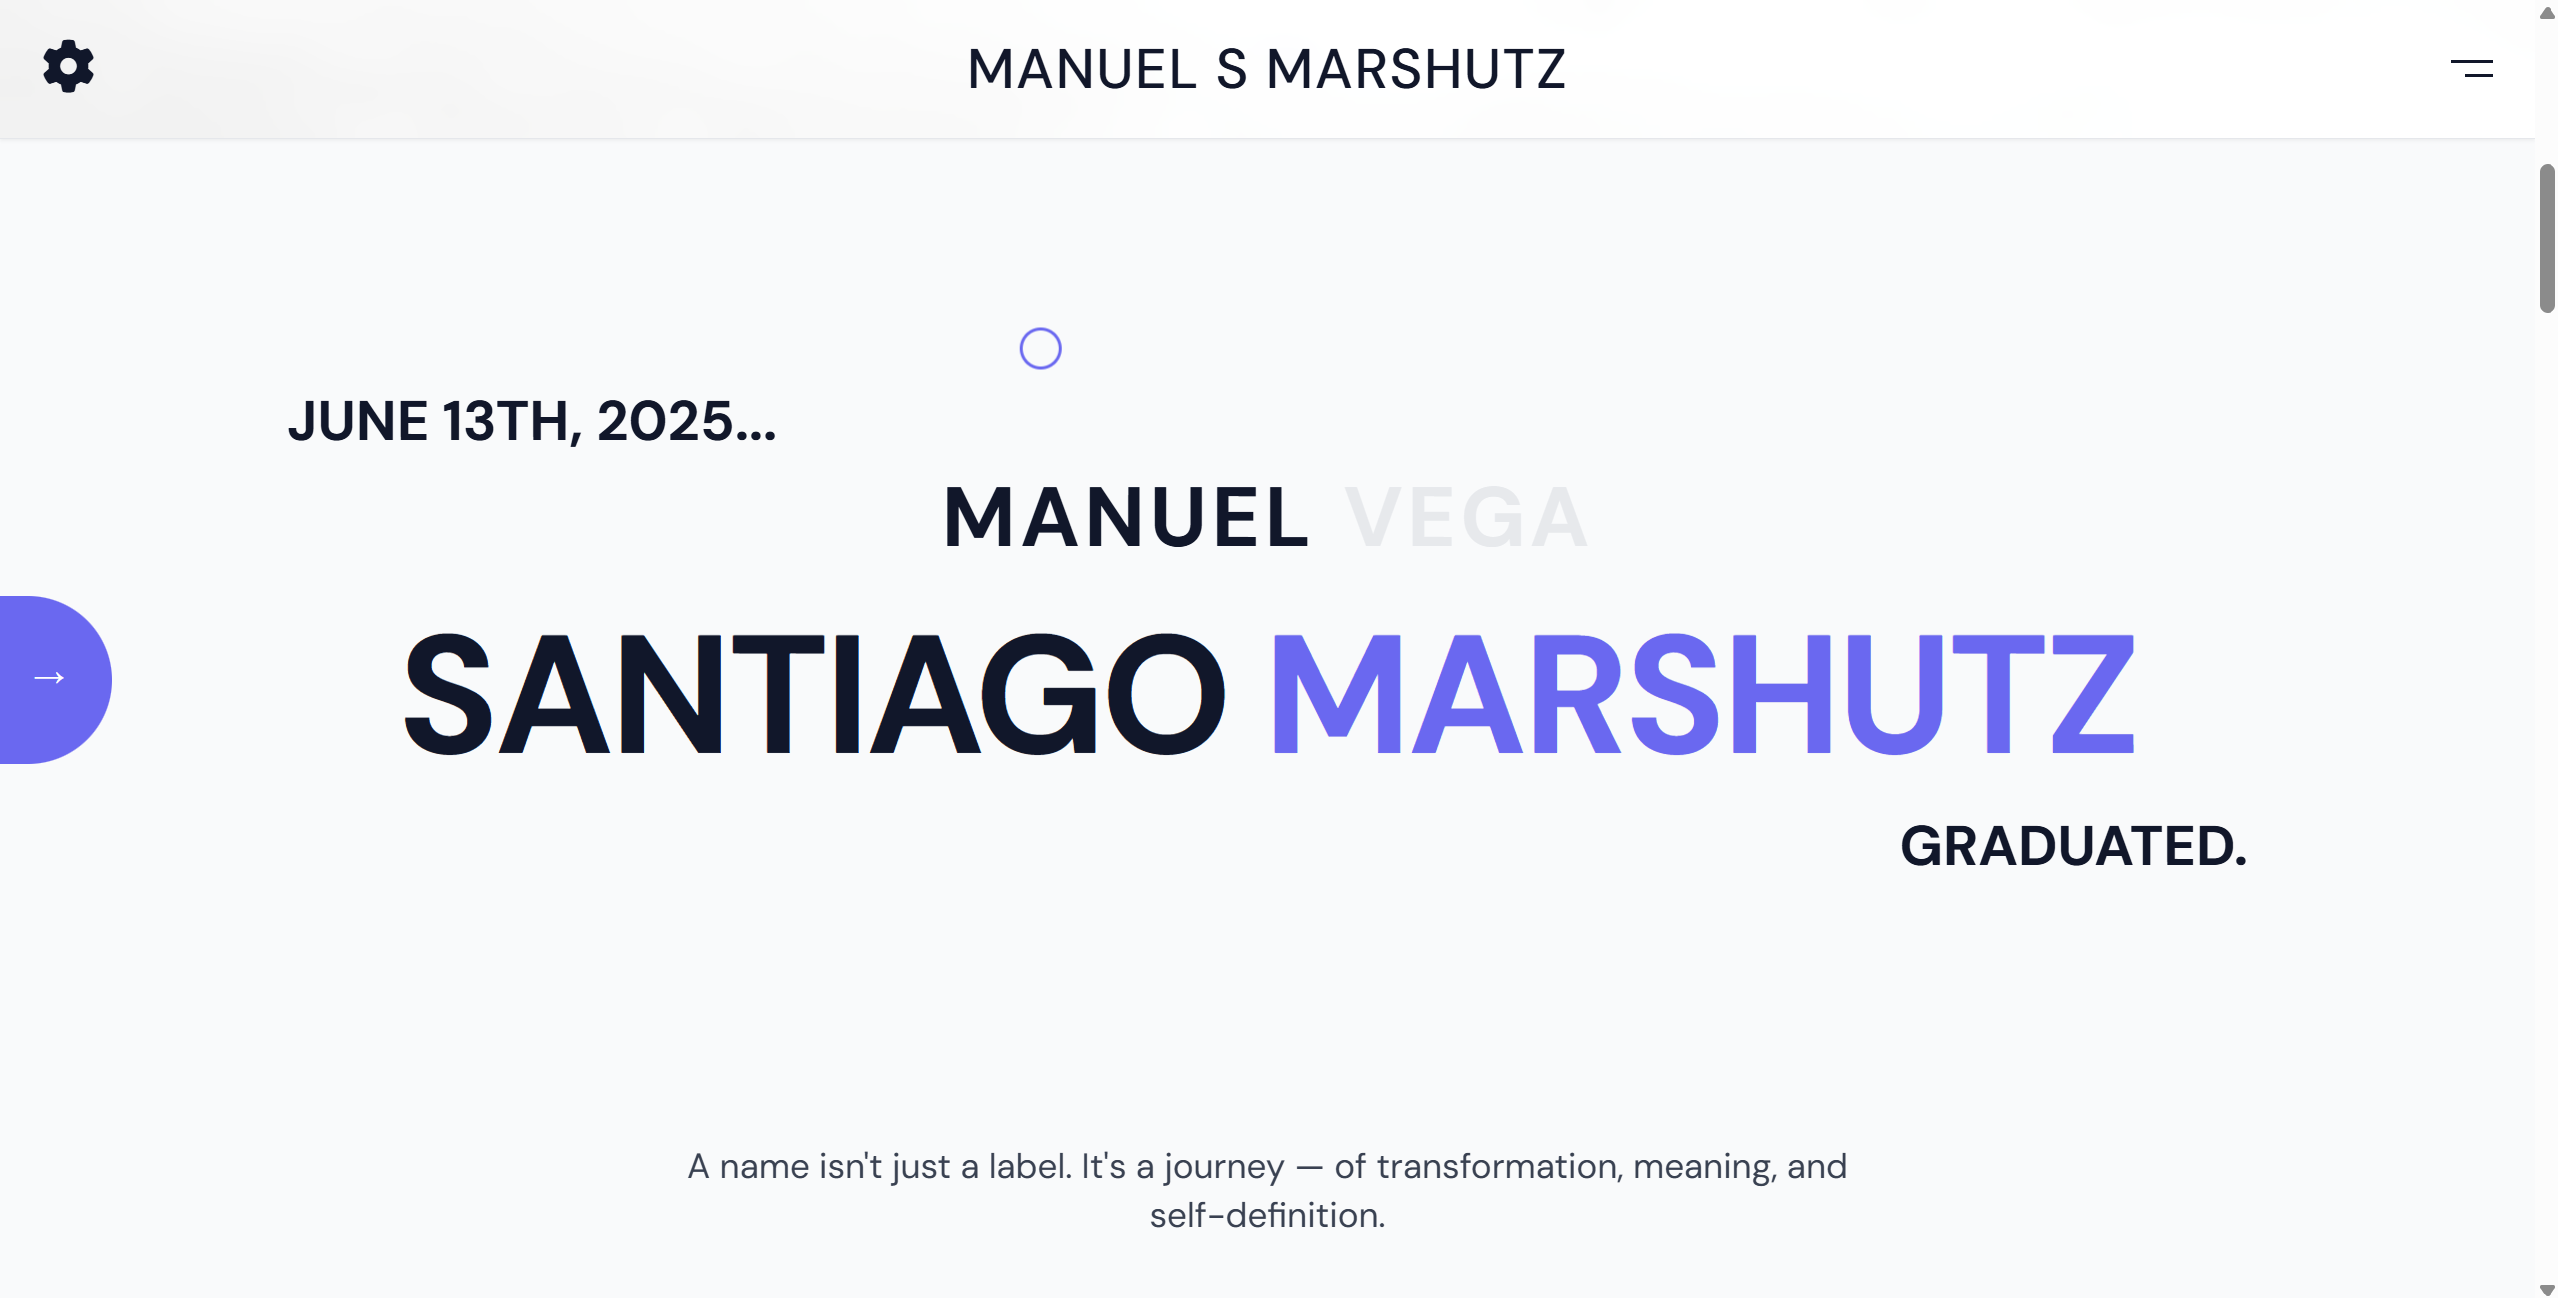 MANUEL S MARSHUTZ
JUNE 13TH, 2025...
MANUEL VEGA
SANTIAGO MARSHUTZ
→
GRADUATED.
A name isn't just a label. It's a journey — of transformation, meaning, and
self-definition.